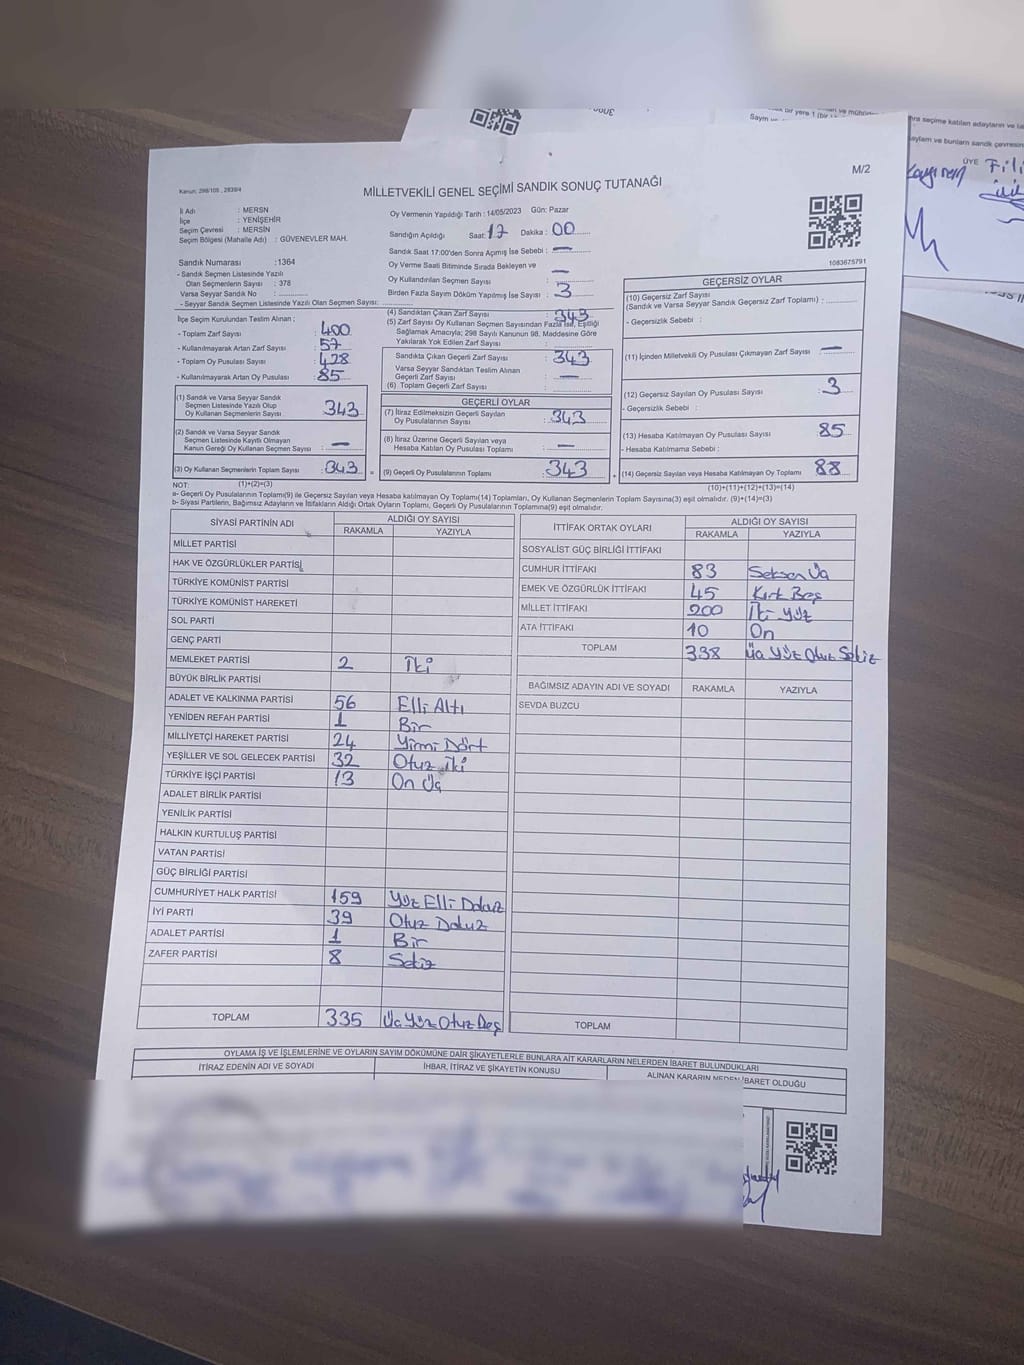 Sayın
M/2
Kanun: 298/105 , 2839/4
MİLLETVEKİLİ GENEL SEÇİMİ SANDIK SONUÇ TUTANAĞI
İl Adı : MERSN
İlçe : YENİŞEHİR
Seçim Çevresi : MERSİN
Seçim Bölgesi (Mahalle Adı) : GÜVENEVLER MAH.
Sandık Numarası :1364
- Sandık Seçmen Listesinde Yazılı
Olan Seçmenlerin Sayısı : 378
Varsa Seyyar Sandık No :
- Seyyar Sandık Seçmen Listesinde Yazılı Olan Seçmen Sayısı:
Oy Vermenin Yapıldığı Tarih : 14/05/2023 Gün: Pazar
Sandığın Açıldığı Saat: 17 Dakika : 00
Sandık Saat 17:00'den Sonra Açımış İse Sebebi : —
Oy Verme Saati Bitiminde Sırada Bekleyen ve
Oy Kullandırılan Seçmen Sayısı : —
Birden Fazla Sayım Döküm Yapılmış İse Sayısı : 3
1083675791
İlçe Seçim Kurulundan Teslim Alınan ;
- Toplam Zarf Sayısı : 400
- Kullanılmayarak Artan Zarf Sayısı : 57
- Toplam Oy Pusulası Sayısı : 428
- Kullanılmayarak Artan Oy Pusulası : 85
(4) Sandıktan Çıkan Zarf Sayısı : 343
(5) Zarf Sayısı Oy Kullanan Seçmen Sayısından Fazla İse, Eşitliği
Sağlamak Amacıyla; 298 Sayılı Kanunun 98. Maddesine Göre
Yakılarak Yok Edilen Zarf Sayısı :
Sandıkta Çıkan Geçerli Zarf Sayısı : 343
Varsa Seyyar Sandıktan Teslim Alınan
Geçerli Zarf Sayısı : —
(6) Toplam Geçerli Zarf Sayısı :
GEÇERSİZ OYLAR
(10) Geçersiz Zarf Sayısı
(Sandık ve Varsa Seyyar Sandık Geçersiz Zarf Toplamı) :
- Geçersizlik Sebebi :
(11) İçinden Milletvekili Oy Pusulası Çıkmayan Zarf Sayısı —
(12) Geçersiz Sayılan Oy Pusulası Sayısı 3
- Geçersizlik Sebebi :
(13) Hesaba Katılmayan Oy Pusulası Sayısı 85
- Hesaba Katılmama Sebebi :
(14) Geçersiz Sayılan veya Hesaba Katılmayan Oy Toplamı 88
(10)+(11)+(12)+(13)=(14)
(1) Sandık ve Varsa Seyyar Sandık
Seçmen Listesinde Yazılı Olup
Oy Kullanan Seçmenlerin Sayısı : 343
(2) Sandık ve Varsa Seyyar Sandık
Seçmen Listesinde Kayıtlı Olmayan
Kanun Gereği Oy Kullanan Seçmen Sayısı —
(3) Oy Kullanan Seçmenlerin Toplam Sayısı : 343 =
GEÇERLİ OYLAR
(7) İtiraz Edilmeksizin Geçerli Sayılan
Oy Pusulalarının Sayısı : 343
(8) İtiraz Üzerine Geçerli Sayılan veya
Hesaba Katılan Oy Pusulası Toplamı : —
(9) Geçerli Oy Pusulalarının Toplamı : 343 +
NOT: (1)+(2)=(3)
a- Geçerli Oy Pusulalarının Toplamı(9) ile Geçersiz Sayılan veya Hesaba katılmayan Oy Toplamı(14) Toplamları, Oy Kullanan Seçmenlerin Toplam Sayısına(3) eşit olmalıdır. (9)+(14)=(3)
b- Siyasi Partilerin, Bağımsız Adayların ve İttifakların Aldığı Ortak Oyların Toplamı, Geçerli Oy Pusulalarının Toplamına(9) eşit olmalıdır.
SİYASİ PARTİNİN ADI ALDIĞI OY SAYISI
RAKAMLA YAZIYLA
MİLLET PARTİSİ
HAK VE ÖZGÜRLÜKLER PARTİSİ
TÜRKİYE KOMÜNİST PARTİSİ
TÜRKİYE KOMÜNİST HAREKETİ
SOL PARTİ
GENÇ PARTİ
MEMLEKET PARTİSİ 2 İki
BÜYÜK BİRLİK PARTİSİ
ADALET VE KALKINMA PARTİSİ 56 Elli Altı
YENİDEN REFAH PARTİSİ 1 Bir
MİLLİYETÇİ HAREKET PARTİSİ 24 Yirmi Dört
YEŞİLLER VE SOL GELECEK PARTİSİ 32 Otuz İki
TÜRKİYE İŞÇİ PARTİSİ 13 On Üç
ADALET BİRLİK PARTİSİ
YENİLİK PARTİSİ
HALKIN KURTULUŞ PARTİSİ
VATAN PARTİSİ
GÜÇ BİRLİĞİ PARTİSİ
CUMHURİYET HALK PARTİSİ 159 Yüz Elli Dokuz
İYİ PARTİ 39 Otuz Dokuz
ADALET PARTİSİ 1 Bir
ZAFER PARTİSİ 8 Sekiz
TOPLAM 335 Üç Yüz Otuz Beş
İTTİFAK ORTAK OYLARI ALDIĞI OY SAYISI
RAKAMLA YAZIYLA
SOSYALİST GÜÇ BİRLİĞİ İTTİFAKI
CUMHUR İTTİFAKI 83 Seksen Üç
EMEK VE ÖZGÜRLÜK İTTİFAKI 45 Kırk Beş
MİLLET İTTİFAKI 200 İki Yüz
ATA İTTİFAKI 10 On
TOPLAM 338 Üç Yüz Otuz Sekiz
BAĞIMSIZ ADAYIN ADI VE SOYADI RAKAMLA YAZIYLA
SEVDA BUZCU
TOPLAM
OYLAMA İŞ VE İŞLEMLERİNE VE OYLARIN SAYIM DÖKÜMÜNE DAİR ŞİKAYETLERLE BUNLARA AİT KARARLARIN NELERDEN İBARET BULUNDUKLARI
İTİRAZ EDENİN ADI VE SOYADI İHBAR, İTİRAZ VE ŞİKAYETİN KONUSU ALINAN KARARIN NEDEN İBARET OLDUĞU
ÜYE